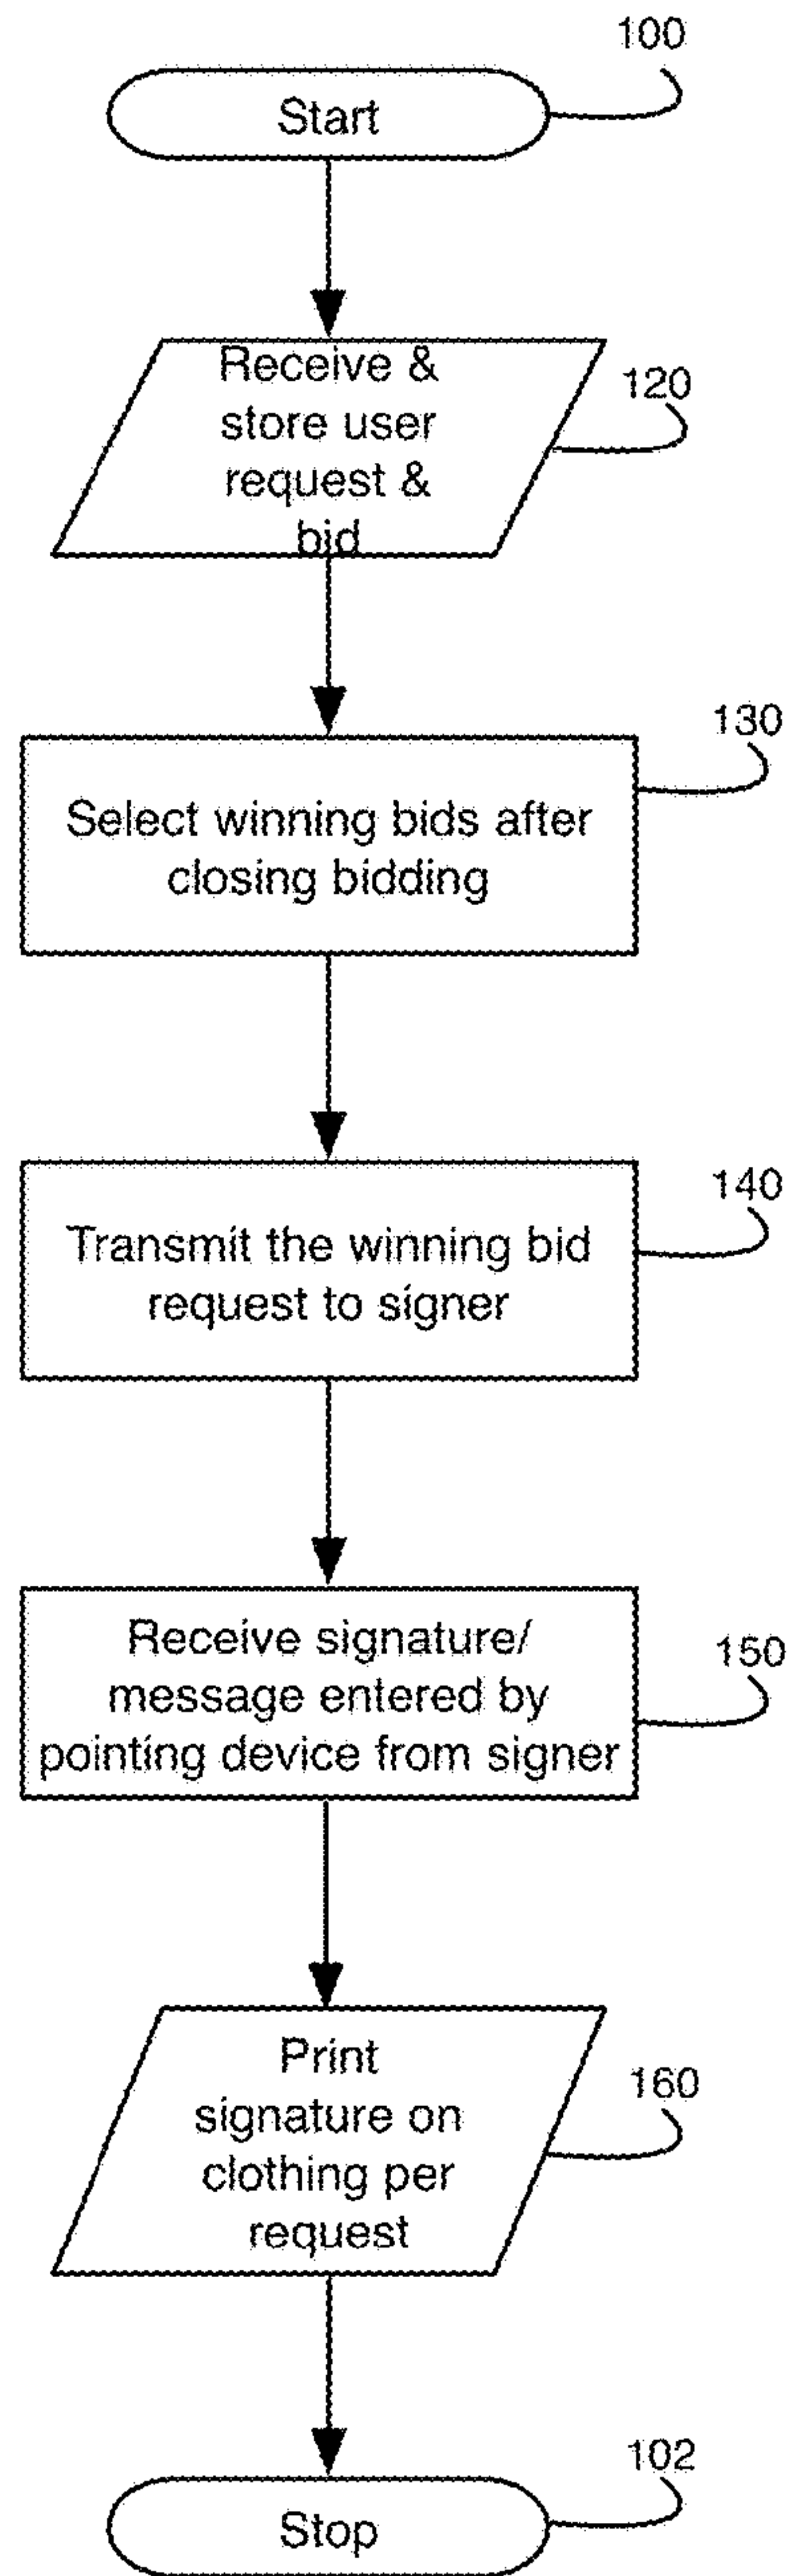 100
Start
Receive &
120
store user
request &
bid
130
Select winning bids after
closing bidding
140
Transmit the winning bid
request to signer
Receive signature/
150
message entered by
pointing device from signer
Print
160
signature on
clothing per
request
102
Stop